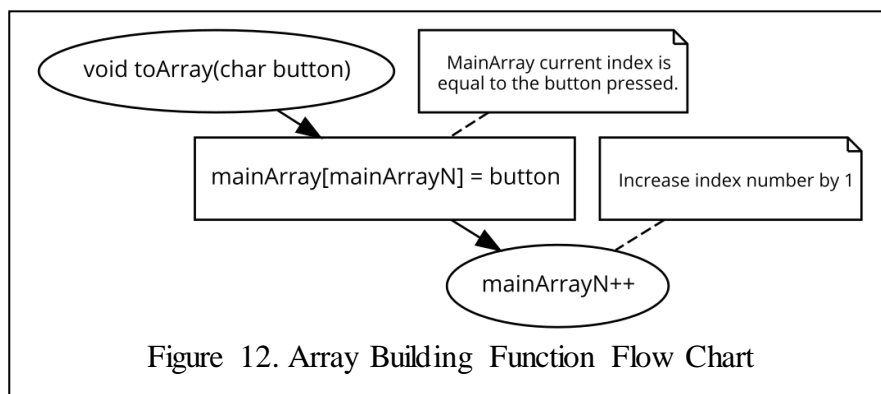 void toArray(char button)
MainArray current index is
equal to the button pressed.
mainArray[mainArrayN] = button
Increase index number by 1
mainArrayN++
Figure 12. Array Building Function Flow Chart